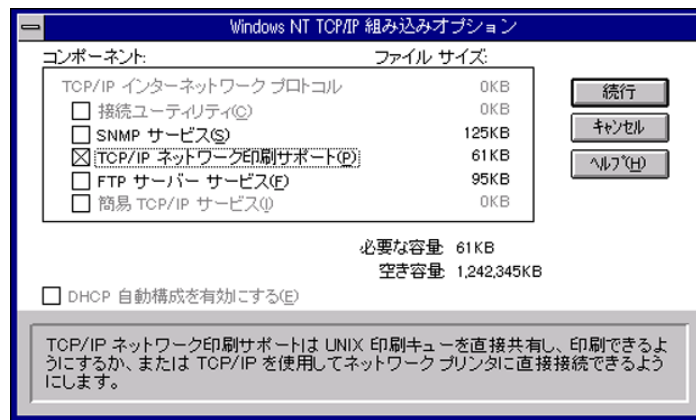 Windows NT TCP/IP 組み込みオプション
コンポーネント: ファイル サイズ:
TCP/IP インターネットワーク プロトコル 0KB
接続ユーティリティ(C) 0KB
SNMP サービス(S) 125KB
TCP/IP ネットワーク印刷サポート(P) 61KB
FTP サーバー サービス(F) 95KB
簡易 TCP/IP サービス(I) 0KB
続行
キャンセル
ヘルプ(H)
必要な容量: 61KB
空き容量: 1,242,345KB
DHCP 自動構成を有効にする(E)
TCP/IP ネットワーク印刷サポートは UNIX 印刷キューを直接共有し、印刷できるよ
うにするか、または TCP/IP を使用してネットワーク プリンタに直接接続できるよう
にします。